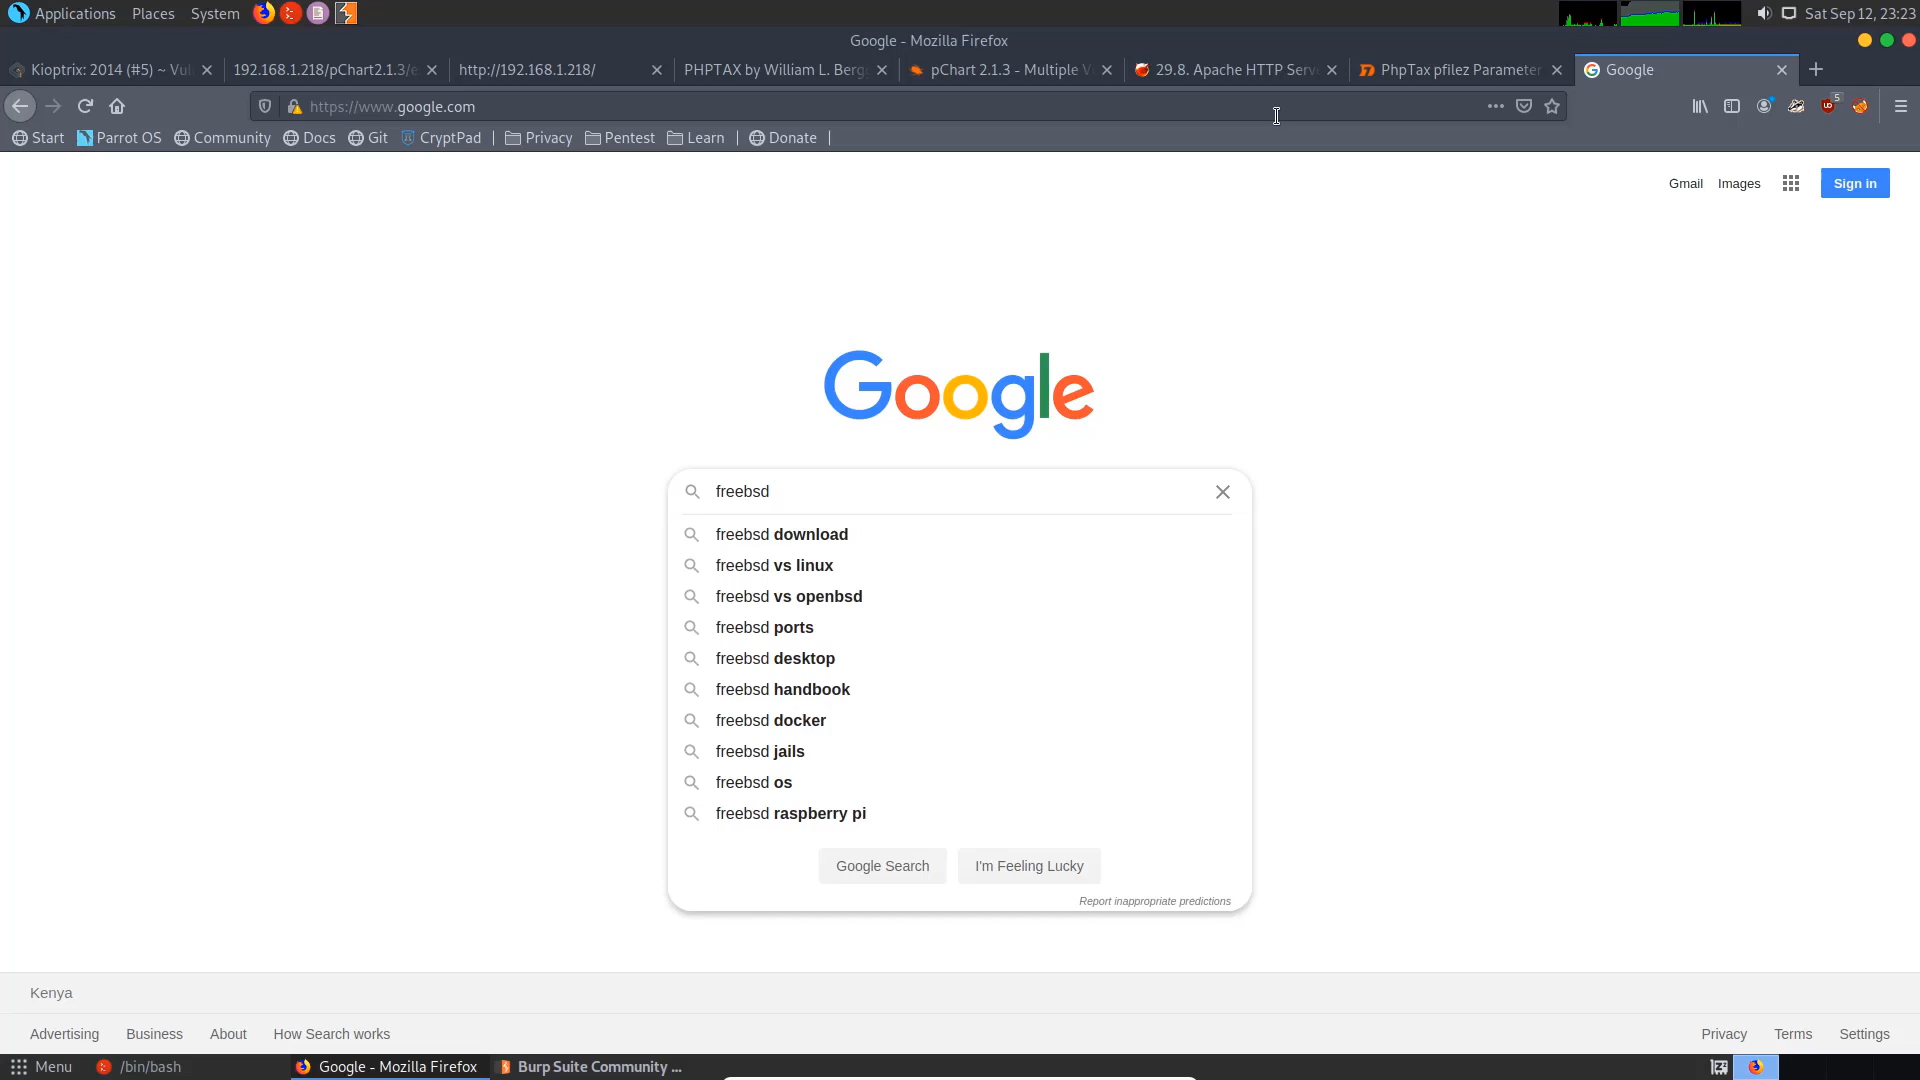 Applications Places System Sat Sep 12, 23:23
Google - Mozilla Firefox
Kioptrix: 2014 (#5) ~ Vul 192.168.1.218/pChart2.1.3/e http://192.168.1.218/ PHPTAX by William L. Berg pChart 2.1.3 - Multiple V 29.8. Apache HTTP Serve PhpTax pfilez Parameter Google
https://www.google.com 5
Start Parrot OS Community Docs Git CryptPad Privacy Pentest Learn Donate
Gmail Images Sign in
Google
freebsd
freebsd download
freebsd vs linux
freebsd vs openbsd
freebsd ports
freebsd desktop
freebsd handbook
freebsd docker
freebsd jails
freebsd os
freebsd raspberry pi
Google Search I'm Feeling Lucky
Report inappropriate predictions
Kenya
Advertising Business About How Search works Privacy Terms Settings
Menu /bin/bash Google - Mozilla Firefox Burp Suite Community ...